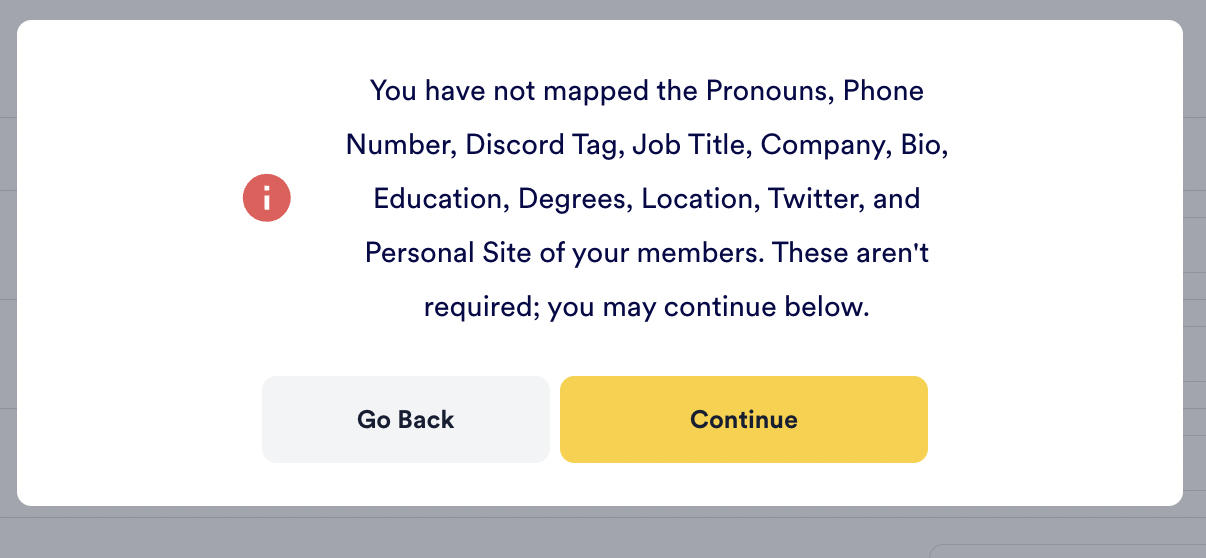 You have not mapped the Pronouns, Phone
Number, Discord Tag, Job Title, Company, Bio,
Education, Degrees, Location, Twitter, and
Personal Site of your members. These aren't
required; you may continue below.
Go Back
Continue